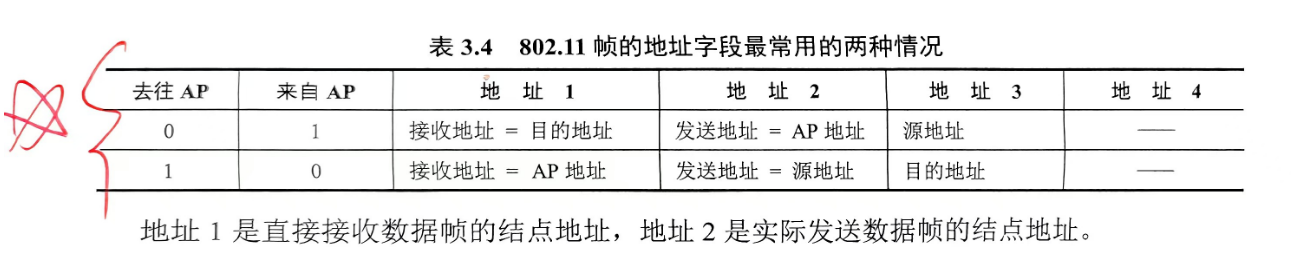 表 3.4 802.11 帧的地址字段最常用的两种情况
去往 AP 来自 AP 地 址 1 地 址 2 地 址 3 地 址 4
0 1 接收地址 = 目的地址 发送地址 = AP 地址 源地址 ——
1 0 接收地址 = AP 地址 发送地址 = 源地址 目的地址 ——
地址 1 是直接接收数据帧的结点地址，地址 2 是实际发送数据帧的结点地址。